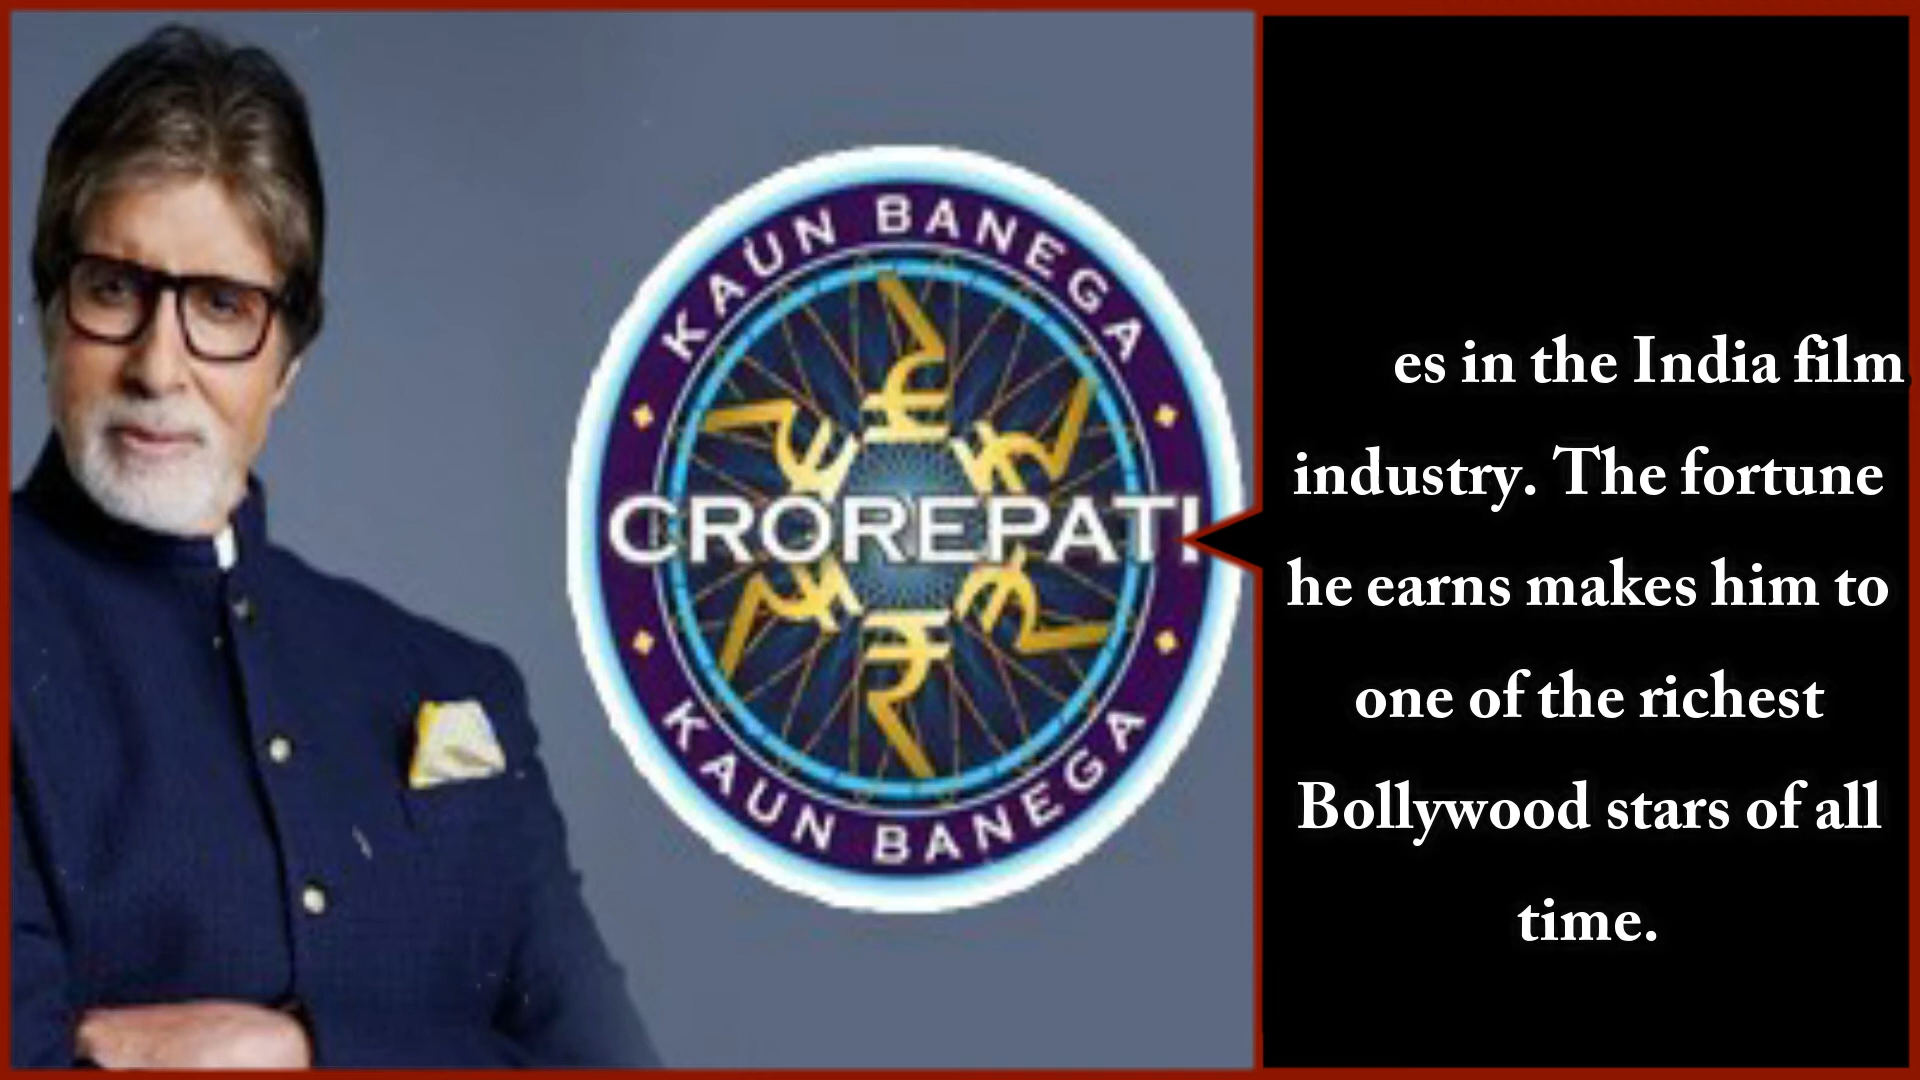 KAUN BANEGA
CROREPATI
KAUN BANEGA
es in the India film
industry. The fortune
he earns makes him to
one of the richest
Bollywood stars of all
time.